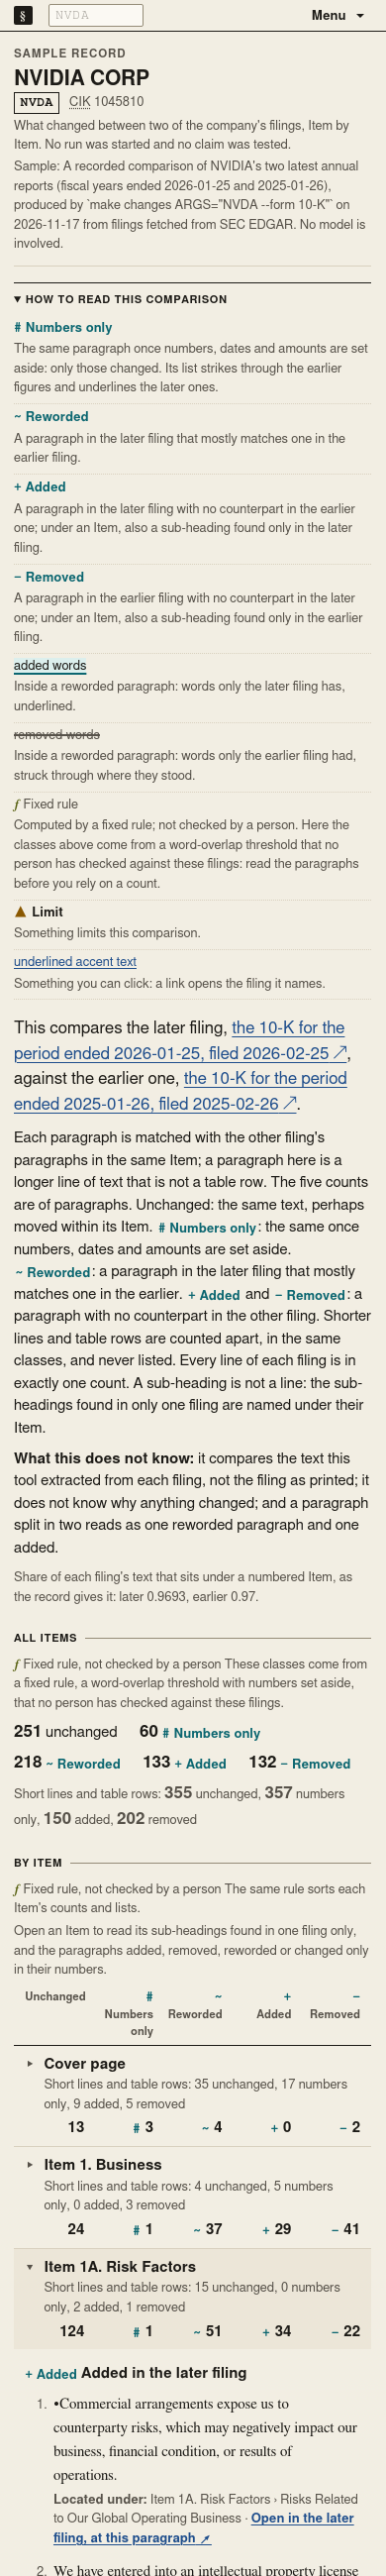 § NVDA Menu
SAMPLE RECORD
NVIDIA CORP
NVDA CIK 1045810
What changed between two of the company's filings, Item by
Item. No run was started and no claim was tested.
Sample: A recorded comparison of NVIDIA's two latest annual
reports (fiscal years ended 2026-01-25 and 2025-01-26),
produced by `make changes ARGS="NVDA --form 10-K"` on
2026-11-17 from filings fetched from SEC EDGAR. No model is
involved.
▼ HOW TO READ THIS COMPARISON
# Numbers only
The same paragraph once numbers, dates and amounts are set
aside: only those changed. Its list strikes through the earlier
figures and underlines the later ones.
~ Reworded
A paragraph in the later filing that mostly matches one in the
earlier filing.
+ Added
A paragraph in the later filing with no counterpart in the earlier
one; under an Item, also a sub-heading found only in the later
filing.
− Removed
A paragraph in the earlier filing with no counterpart in the later
one; under an Item, also a sub-heading found only in the earlier
filing.
added words
Inside a reworded paragraph: words only the later filing has,
underlined.
removed words
Inside a reworded paragraph: words only the earlier filing had,
struck through where they stood.
ƒ Fixed rule
Computed by a fixed rule; not checked by a person. Here the
classes above come from a word-overlap threshold that no
person has checked against these filings: read the paragraphs
before you rely on a count.
▲ Limit
Something limits this comparison.
underlined accent text
Something you can click: a link opens the filing it names.
This compares the later filing, the 10-K for the
period ended 2026-01-25, filed 2026-02-25 ↗,
against the earlier one, the 10-K for the period
ended 2025-01-26, filed 2025-02-26 ↗.
Each paragraph is matched with the other filing's
paragraphs in the same Item; a paragraph here is a
longer line of text that is not a table row. The five counts
are of paragraphs. Unchanged: the same text, perhaps
moved within its Item. # Numbers only: the same once
numbers, dates and amounts are set aside.
~ Reworded: a paragraph in the later filing that mostly
matches one in the earlier. + Added and − Removed: a
paragraph with no counterpart in the other filing. Shorter
lines and table rows are counted apart, in the same
classes, and never listed. Every line of each filing is in
exactly one count. A sub-heading is not a line: the sub-
headings found in only one filing are named under their
Item.
What this does not know: it compares the text this
tool extracted from each filing, not the filing as printed; it
does not know why anything changed; and a paragraph
split in two reads as one reworded paragraph and one
added.
Share of each filing's text that sits under a numbered Item, as
the record gives it: later 0.9693, earlier 0.97.
ALL ITEMS
ƒ Fixed rule, not checked by a person These classes come from
a fixed rule, a word-overlap threshold with numbers set aside,
that no person has checked against these filings.
251 unchanged 60 # Numbers only
218 ~ Reworded 133 + Added 132 − Removed
Short lines and table rows: 355 unchanged, 357 numbers
only, 150 added, 202 removed
BY ITEM
ƒ Fixed rule, not checked by a person The same rule sorts each
Item's counts and lists.
Open an Item to read its sub-headings found in one filing only,
and the paragraphs added, removed, reworded or changed only
in their numbers.
Unchanged # ~ + −
Numbers Reworded Added Removed
only
▸ Cover page
Short lines and table rows: 35 unchanged, 17 numbers
only, 9 added, 5 removed
13 # 3 ~ 4 + 0 − 2
▸ Item 1. Business
Short lines and table rows: 4 unchanged, 5 numbers
only, 0 added, 3 removed
24 # 1 ~ 37 + 29 − 41
▾ Item 1A. Risk Factors
Short lines and table rows: 15 unchanged, 0 numbers
only, 2 added, 1 removed
124 # 1 ~ 51 + 34 − 22
+ Added Added in the later filing
1. •Commercial arrangements expose us to
counterparty risks, which may negatively impact our
business, financial condition, or results of
operations.
Located under: Item 1A. Risk Factors › Risks Related
to Our Global Operating Business · Open in the later
filing, at this paragraph ↗
2. We have entered into an intellectual property license